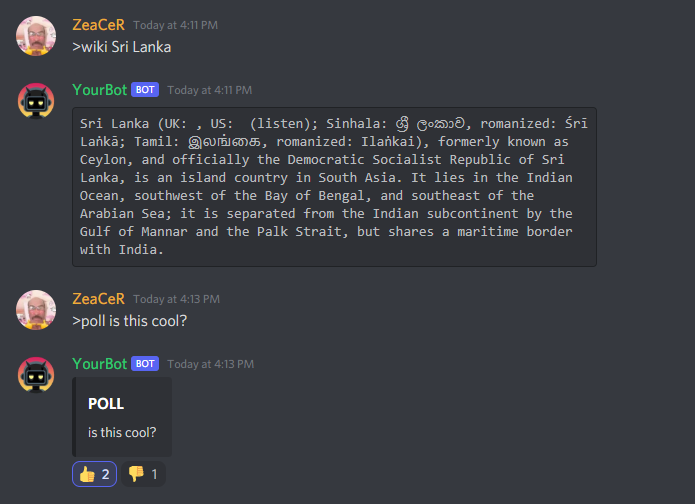 ZeaCeR Today at 4:11 PM
>wiki Sri Lanka
YourBot BOT Today at 4:11 PM
Sri Lanka (UK: , US:  (listen); Sinhala: ශ්‍රී ලංකාව, romanized: Śrī
Laṅkā; Tamil: இலங்கை, romanized: Ilaṅkai), formerly known as
Ceylon, and officially the Democratic Socialist Republic of Sri
Lanka, is an island country in South Asia. It lies in the Indian
Ocean, southwest of the Bay of Bengal, and southeast of the
Arabian Sea; it is separated from the Indian subcontinent by the
Gulf of Mannar and the Palk Strait, but shares a maritime border
with India.
ZeaCeR Today at 4:13 PM
>poll is this cool?
YourBot BOT Today at 4:13 PM
POLL
is this cool?
👍 2 👎 1